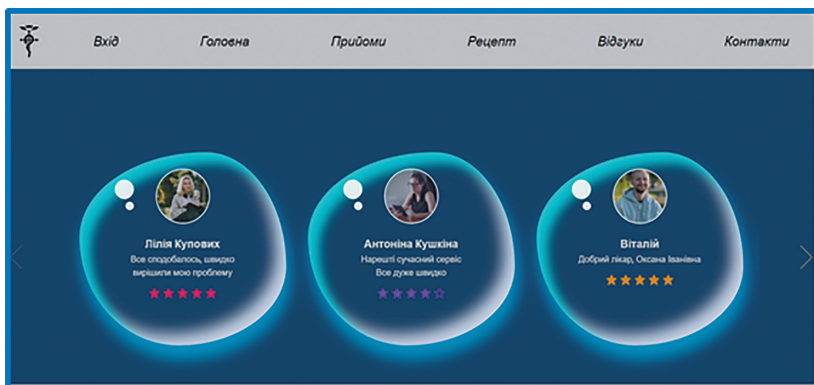 Вхід
Головна
Прийоми
Рецепт
Відгуки
Контакти
Лілія Купових
Все сподобалось, швидко
вирішили мою проблему
Антоніна Кушкіна
Нарешті сучасний сервіс
Все дуже швидко
Віталій
Добрий лікар, Оксана Іванівна